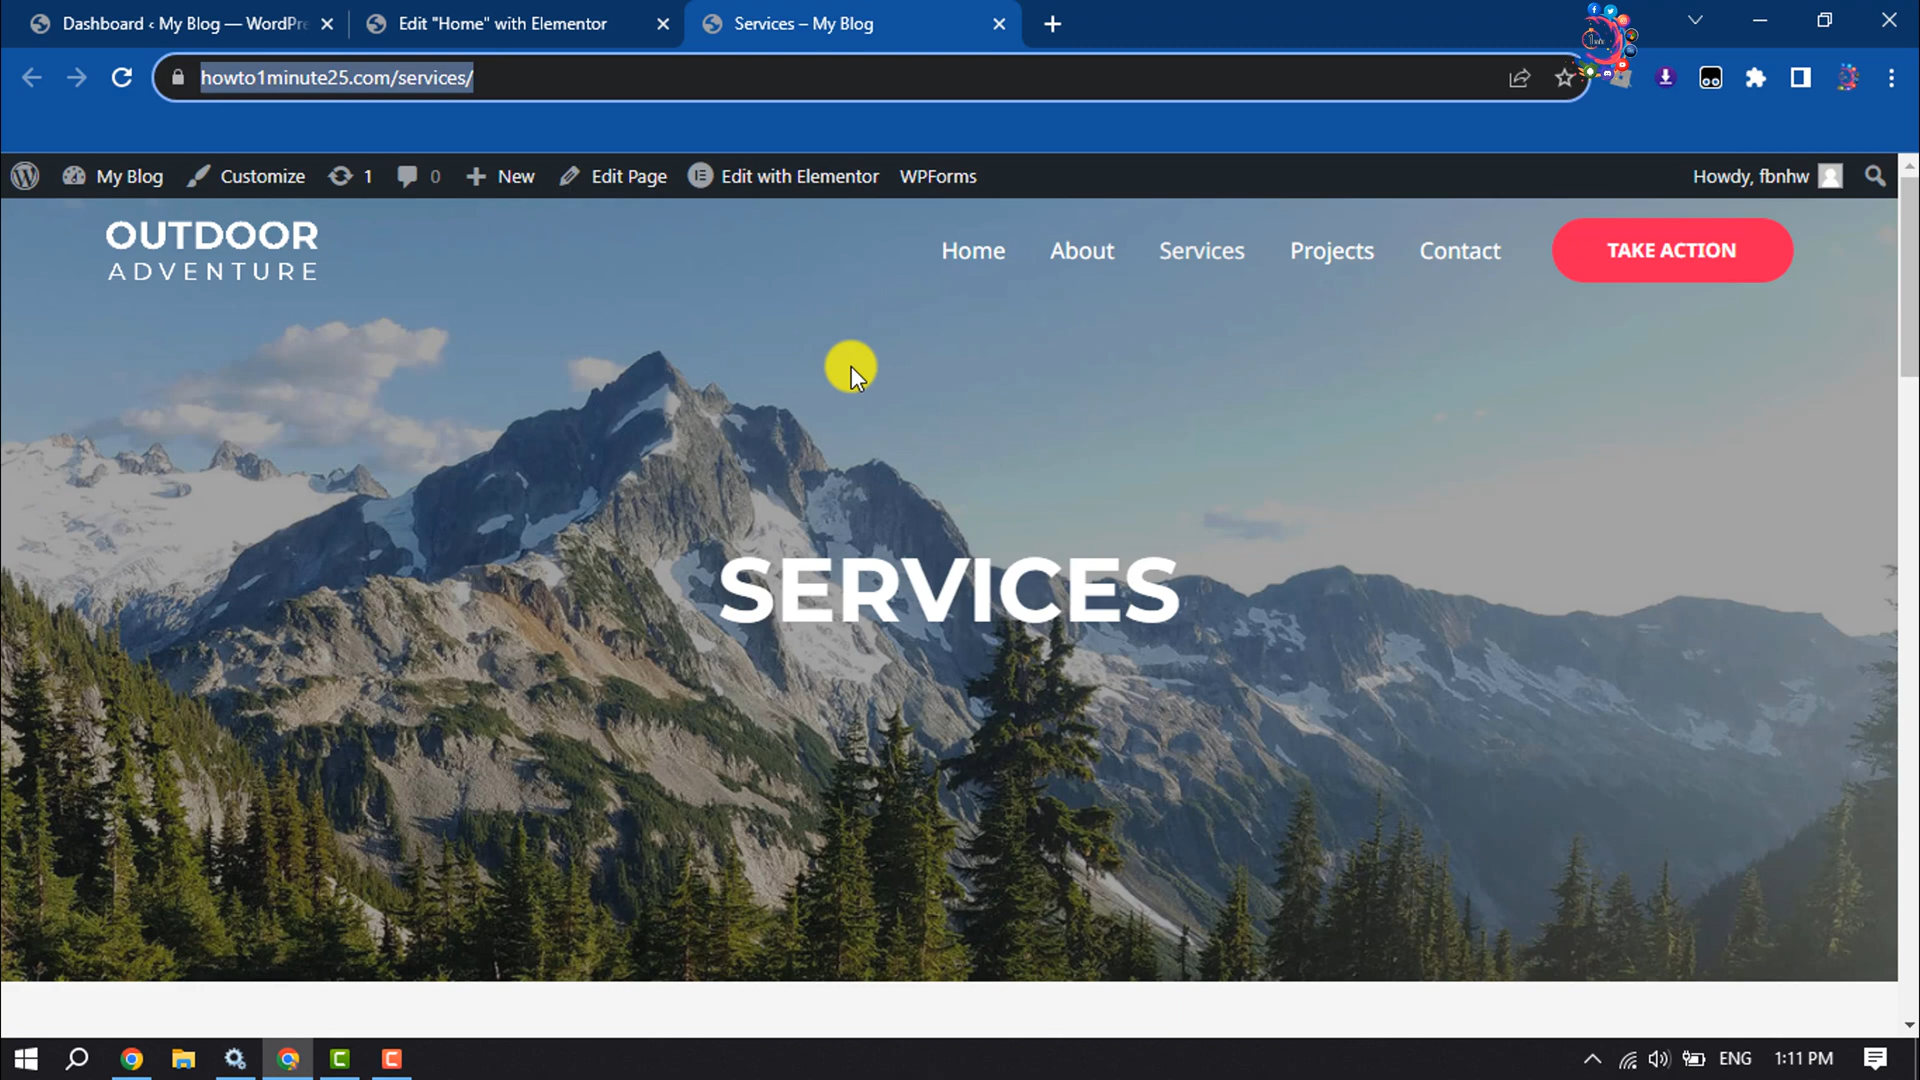 Dashboard ‹ My Blog — WordPre
Edit "Home" with Elementor
Services – My Blog
howto1minute25.com/services/
My Blog
Customize
1
0
New
Edit Page
Edit with Elementor
WPForms
Howdy, fbnhw
OUTDOOR
ADVENTURE
Home
About
Services
Projects
Contact
TAKE ACTION
SERVICES
ENG
1:11 PM